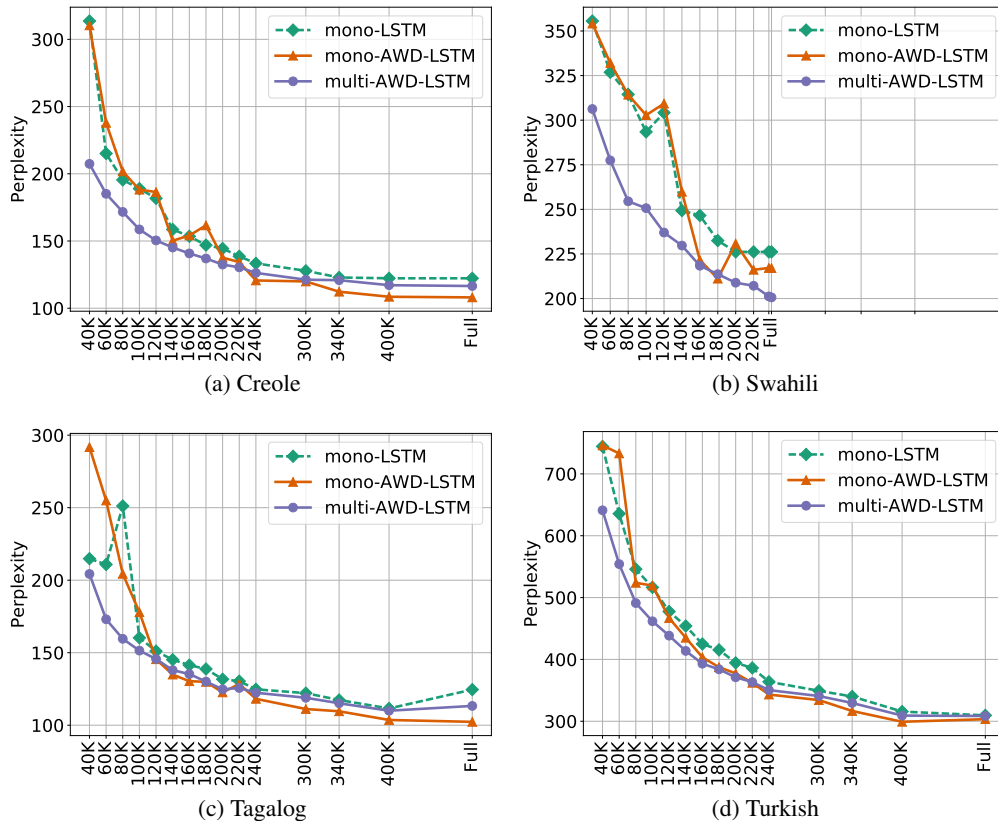 300
250
200
150
100
Perplexity
mono-LSTM
mono-AWD-LSTM
multi-AWD-LSTM
40K
60K
80K
100K
120K
140K
160K
180K
200K
220K
240K
300K
340K
400K
Full
(a) Creole
350
325
300
275
250
225
200
Perplexity
mono-LSTM
mono-AWD-LSTM
multi-AWD-LSTM
40K
60K
80K
100K
120K
140K
160K
180K
200K
220K
Full
(b) Swahili
300
250
200
150
100
Perplexity
mono-LSTM
mono-AWD-LSTM
multi-AWD-LSTM
40K
60K
80K
100K
120K
140K
160K
180K
200K
220K
240K
300K
340K
400K
Full
(c) Tagalog
700
600
500
400
300
Perplexity
mono-LSTM
mono-AWD-LSTM
multi-AWD-LSTM
40K
60K
80K
100K
120K
140K
160K
180K
200K
220K
240K
300K
340K
400K
Full
(d) Turkish